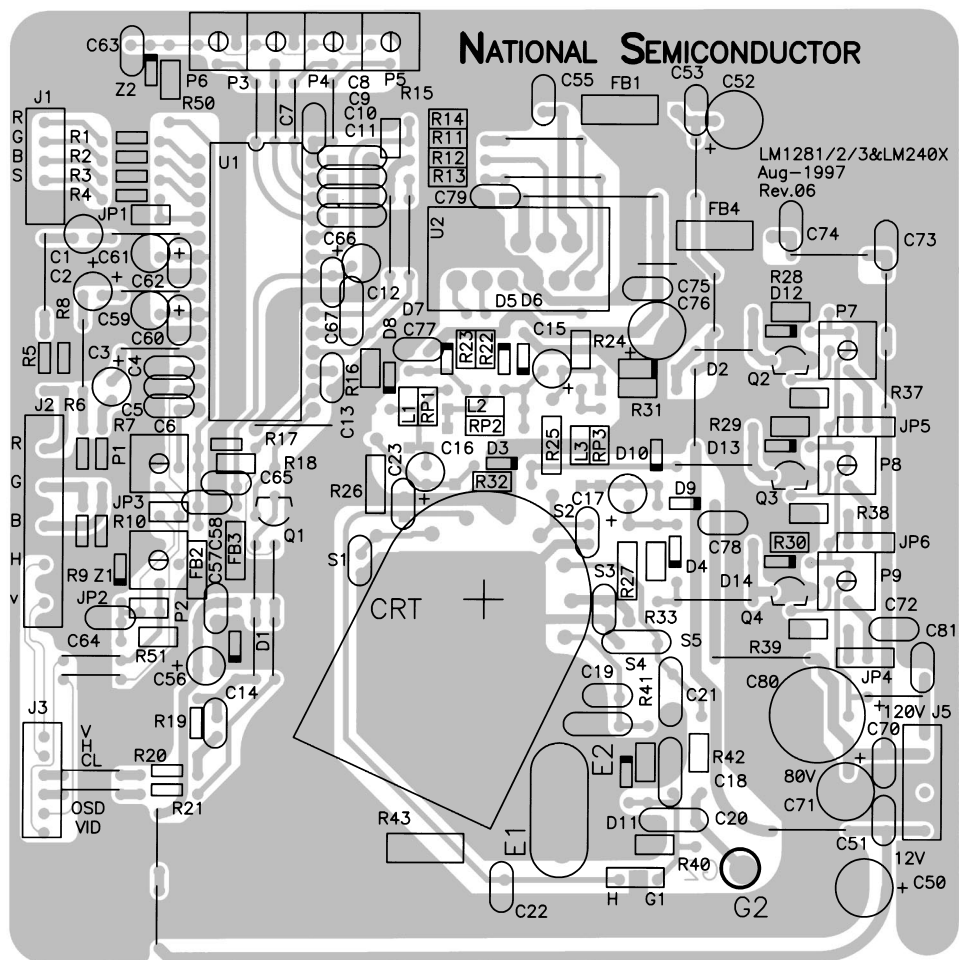 NATIONAL SEMICONDUCTOR
C63
Z2
P6
R50
P3
P4
C8
P5
C9
R15
C10
C11
C7
C55
FB1
C53
C52
+
J1
R
G
B
S
R1
R2
R3
R4
JP1
U1
R14
R11
R12
R13
C79
U2
LM1281/2/3&LM240X
Aug-1997
Rev.06
FB4
C74
C73
C1
C61
+
C2
C62
R8
C59
+
C60
C66
+
C12
C67
D7
D8
C77
D5
D6
C75
C76
+
R28
D12
P7
R5
C3
+
C4
C5
R6
R7
C6
R16
C13
R23
R22
C15
+
R24
R31
D2
Q2
R37
J2
R
G
B
H
V
P1
R17
R18
C65
Q1
L1
RP1
L2
RP2
C16
+
C23
R26
D3
R32
R25
L3
RP3
D10
R29
D13
JP5
P8
Q3
R38
JP3
R10
C57
C58
FB2
FB3
R9
Z1
JP2
P2
C64
R51
+
C56
D1
S1
CRT
S2
C17
+
D9
C78
D4
R27
S3
R33
S4
S5
R30
D14
Q4
JP6
P9
C72
R39
C81
JP4
J3
V
H
CL
OSD
VID
R19
C14
R20
R21
C19
R41
C21
C80
+
120V
J5
C70
80V
+
C71
E2
R42
C18
C20
D11
R40
E1
R43
C22
H
G1
G2
G2
C51
12V
+
C50